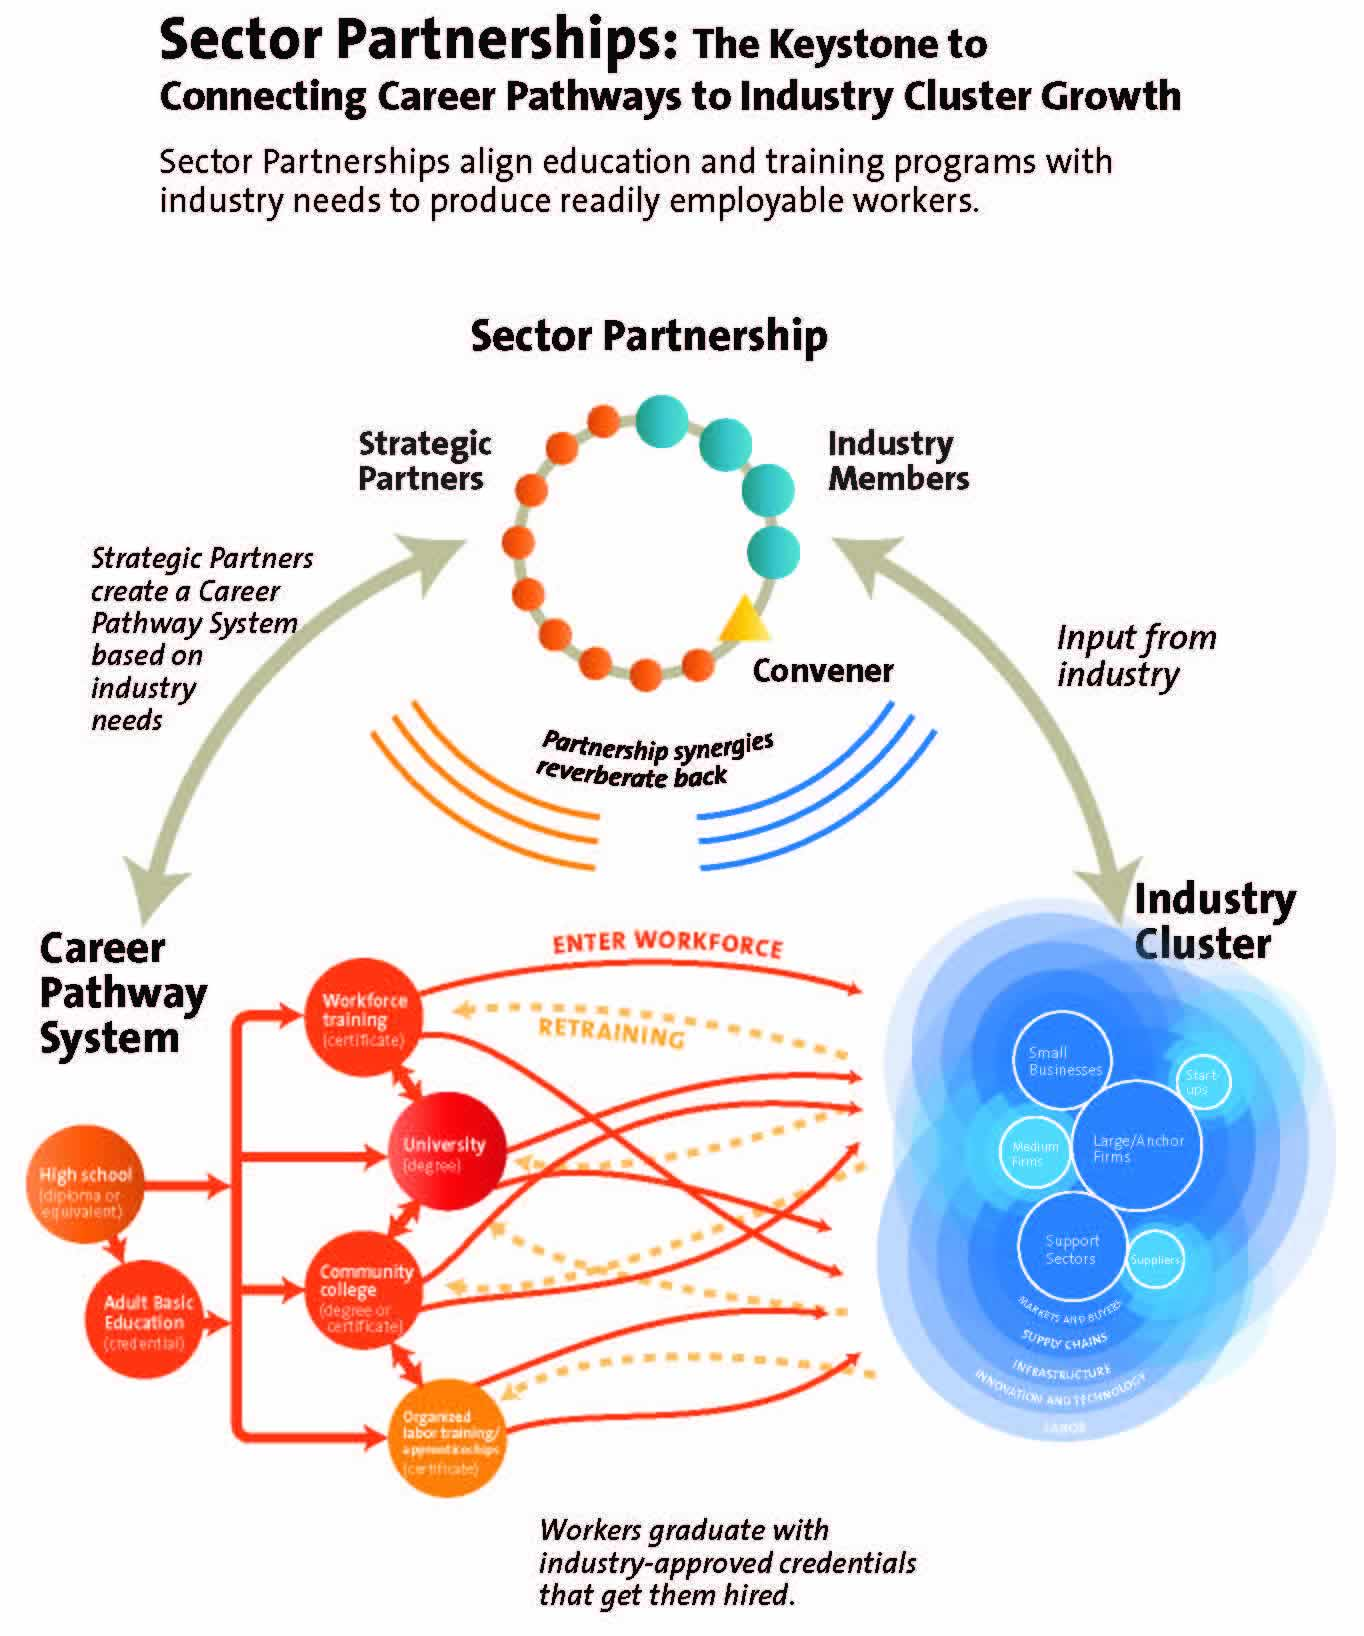 Sector Partnerships: The Keystone to
Connecting Career Pathways to Industry Cluster Growth
Sector Partnerships align education and training programs with
industry needs to produce readily employable workers.
Sector Partnership
Strategic
Partners
Industry
Members
Convener
Strategic Partners
create a Career
Pathway System
based on
industry
needs
Input from
industry
Partnership synergies
reverberate back
Career
Pathway
System
Industry
Cluster
ENTER WORKFORCE
RETRAINING
Workforce
training
(certificate)
University
(degree)
High school
(diploma or
equivalent)
Community
college
(degree or
certificate)
Adult Basic
Education
(credential)
Organized
labor training/
apprenticeships
(certificate)
Small
Businesses
Start-
ups
Medium
Firms
Large/Anchor
Firms
Support
Sectors
Suppliers
MARKETS AND BUYERS
SUPPLY CHAINS
INFRASTRUCTURE
INNOVATION AND TECHNOLOGY
LABOR
Workers graduate with
industry-approved credentials
that get them hired.